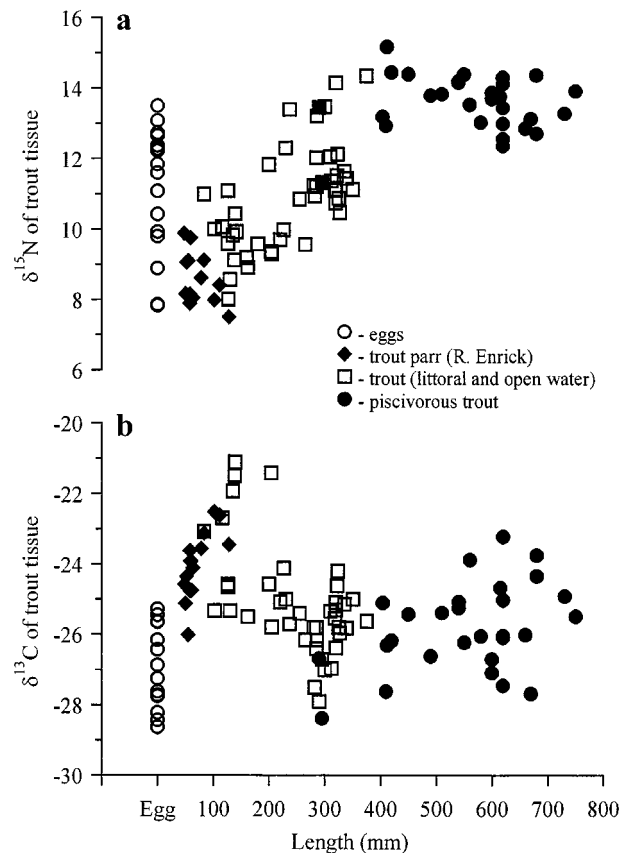 a
16
14
12
10
8
6
δ¹⁵N of trout tissue
○ - eggs
◆ - trout parr (R. Enrick)
□ - trout (littoral and open water)
● - piscivorous trout
b
-20
-22
-24
-26
-28
-30
δ¹³C of trout tissue
Egg 100 200 300 400 500 600 700 800
Length (mm)